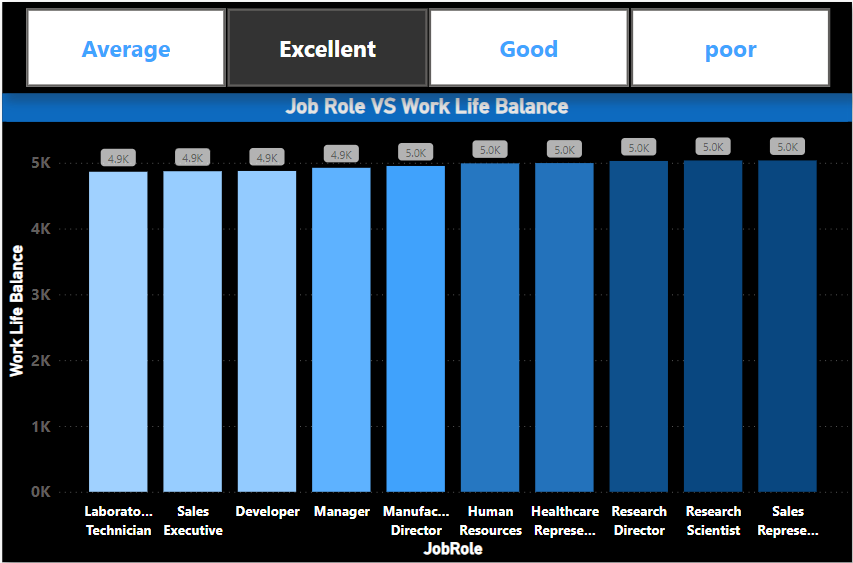 Average Excellent Good poor
Job Role VS Work Life Balance
4.9K 4.9K 4.9K 4.9K 5.0K 5.0K 5.0K 5.0K 5.0K 5.0K
5K
4K
3K
2K
1K
0K
Work Life Balance
Laborato... Sales Developer Manager Manufac... Human Healthcare Research Research Sales
Technician Executive Director Resources Represe... Director Scientist Represe...
JobRole